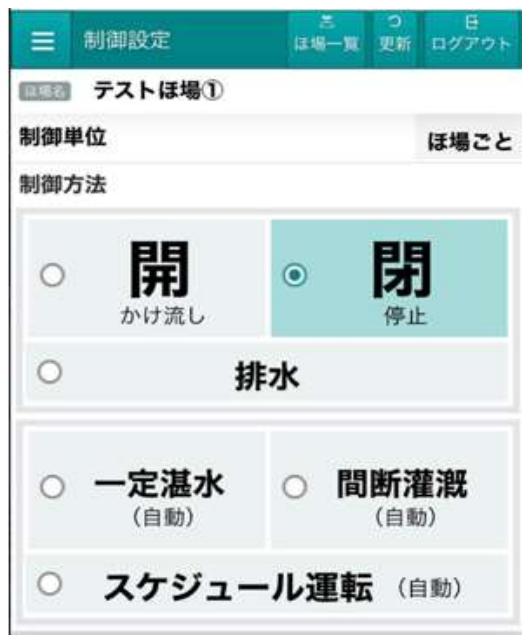 制御設定
ほ場一覧
更新
ログアウト
ほ場名 テストほ場①
制御単位 ほ場ごと
制御方法
開 閉
かけ流し 停止
排水
一定湛水 間断灌漑
(自動) (自動)
スケジュール運転 (自動)